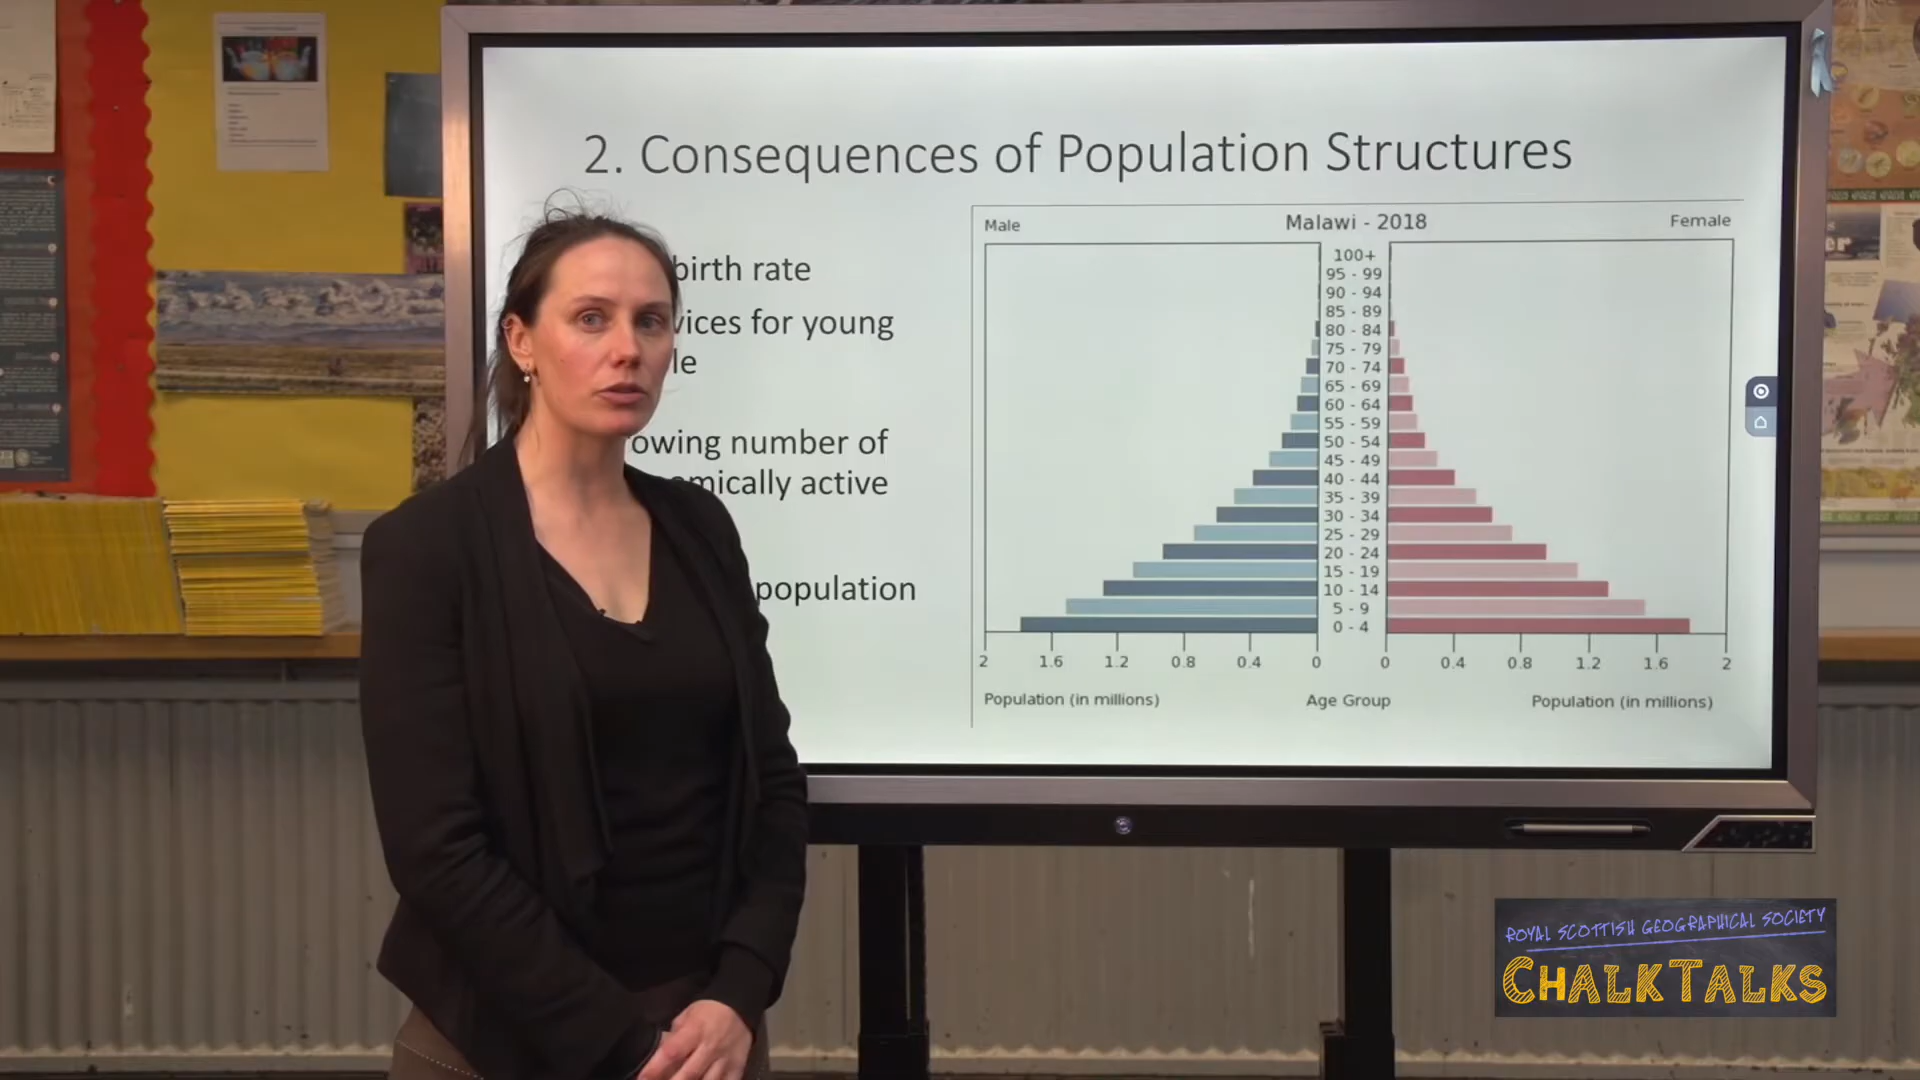 2. Consequences of Population Structures
birth rate
vices for young
le
owing number of
omically active
population
Male
Malawi - 2018
Female
100+
95 - 99
90 - 94
85 - 89
80 - 84
75 - 79
70 - 74
65 - 69
60 - 64
55 - 59
50 - 54
45 - 49
40 - 44
35 - 39
30 - 34
25 - 29
20 - 24
15 - 19
10 - 14
5 - 9
0 - 4
2 1.6 1.2 0.8 0.4 0 0 0.4 0.8 1.2 1.6 2
Population (in millions) Age Group Population (in millions)
ROYAL SCOTTISH GEOGRAPHICAL SOCIETY
CHALKTALKS